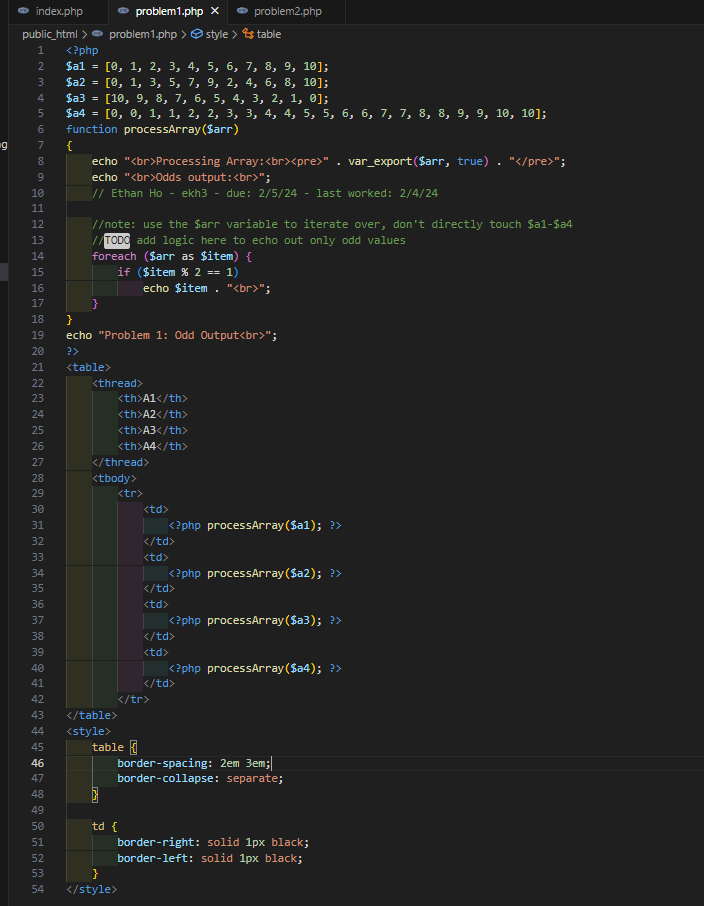 index.php problem1.php × problem2.php
public_html > problem1.php > style > table
1 <?php
2 $a1 = [0, 1, 2, 3, 4, 5, 6, 7, 8, 9, 10];
3 $a2 = [0, 1, 3, 5, 7, 9, 2, 4, 6, 8, 10];
4 $a3 = [10, 9, 8, 7, 6, 5, 4, 3, 2, 1, 0];
5 $a4 = [0, 0, 1, 1, 2, 2, 3, 3, 4, 4, 5, 5, 6, 6, 7, 7, 8, 8, 9, 9, 10, 10];
6 function processArray($arr)
7 {
8 echo "<br>Processing Array:<br><pre>" . var_export($arr, true) . "</pre>";
9 echo "<br>Odds output:<br>";
10 // Ethan Ho - ekh3 - due: 2/5/24 - last worked: 2/4/24
11
12 //note: use the $arr variable to iterate over, don't directly touch $a1-$a4
13 //TODO add logic here to echo out only odd values
14 foreach ($arr as $item) {
15 if ($item % 2 == 1)
16 echo $item . "<br>";
17 }
18 }
19 echo "Problem 1: Odd Output<br>";
20 ?>
21 <table>
22 <thread>
23 <th>A1</th>
24 <th>A2</th>
25 <th>A3</th>
26 <th>A4</th>
27 </thread>
28 <tbody>
29 <tr>
30 <td>
31 <?php processArray($a1); ?>
32 </td>
33 <td>
34 <?php processArray($a2); ?>
35 </td>
36 <td>
37 <?php processArray($a3); ?>
38 </td>
39 <td>
40 <?php processArray($a4); ?>
41 </td>
42 </tr>
43 </table>
44 <style>
45 table {
46 border-spacing: 2em 3em;
47 border-collapse: separate;
48 }
49
50 td {
51 border-right: solid 1px black;
52 border-left: solid 1px black;
53 }
54 </style>